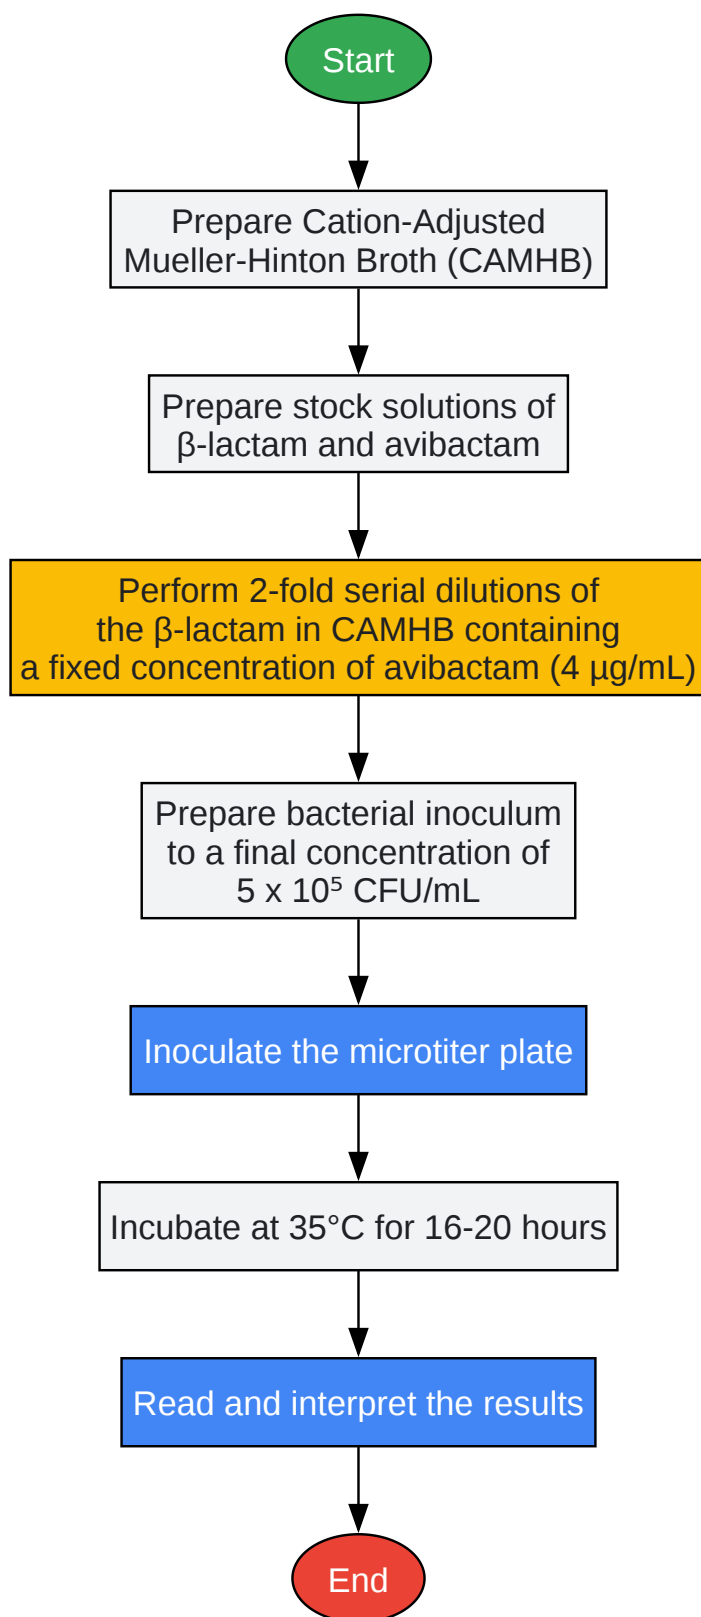 Start
Prepare Cation-Adjusted
Mueller-Hinton Broth (CAMHB)
Prepare stock solutions of
β-lactam and avibactam
Perform 2-fold serial dilutions of
the β-lactam in CAMHB containing
a fixed concentration of avibactam (4 µg/mL)
Prepare bacterial inoculum
to a final concentration of
5 x 10⁵ CFU/mL
Inoculate the microtiter plate
Incubate at 35°C for 16-20 hours
Read and interpret the results
End